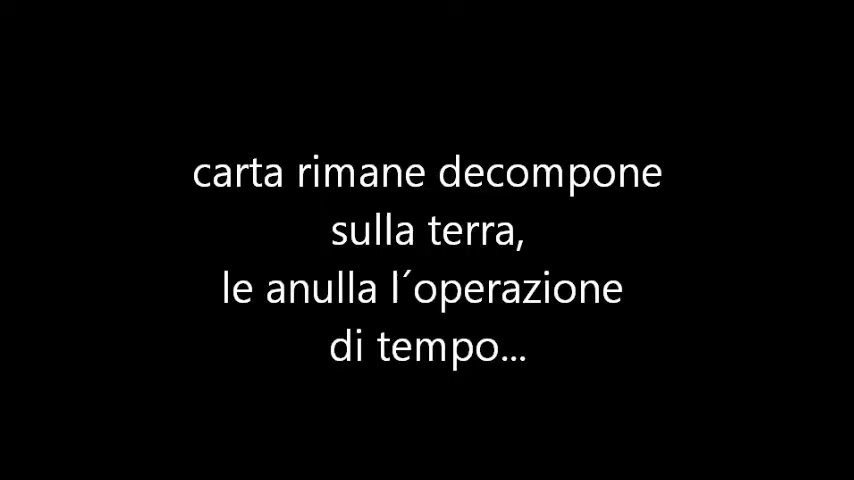 carta rimane decompone
sulla terra,
le anulla l´operazione
di tempo...